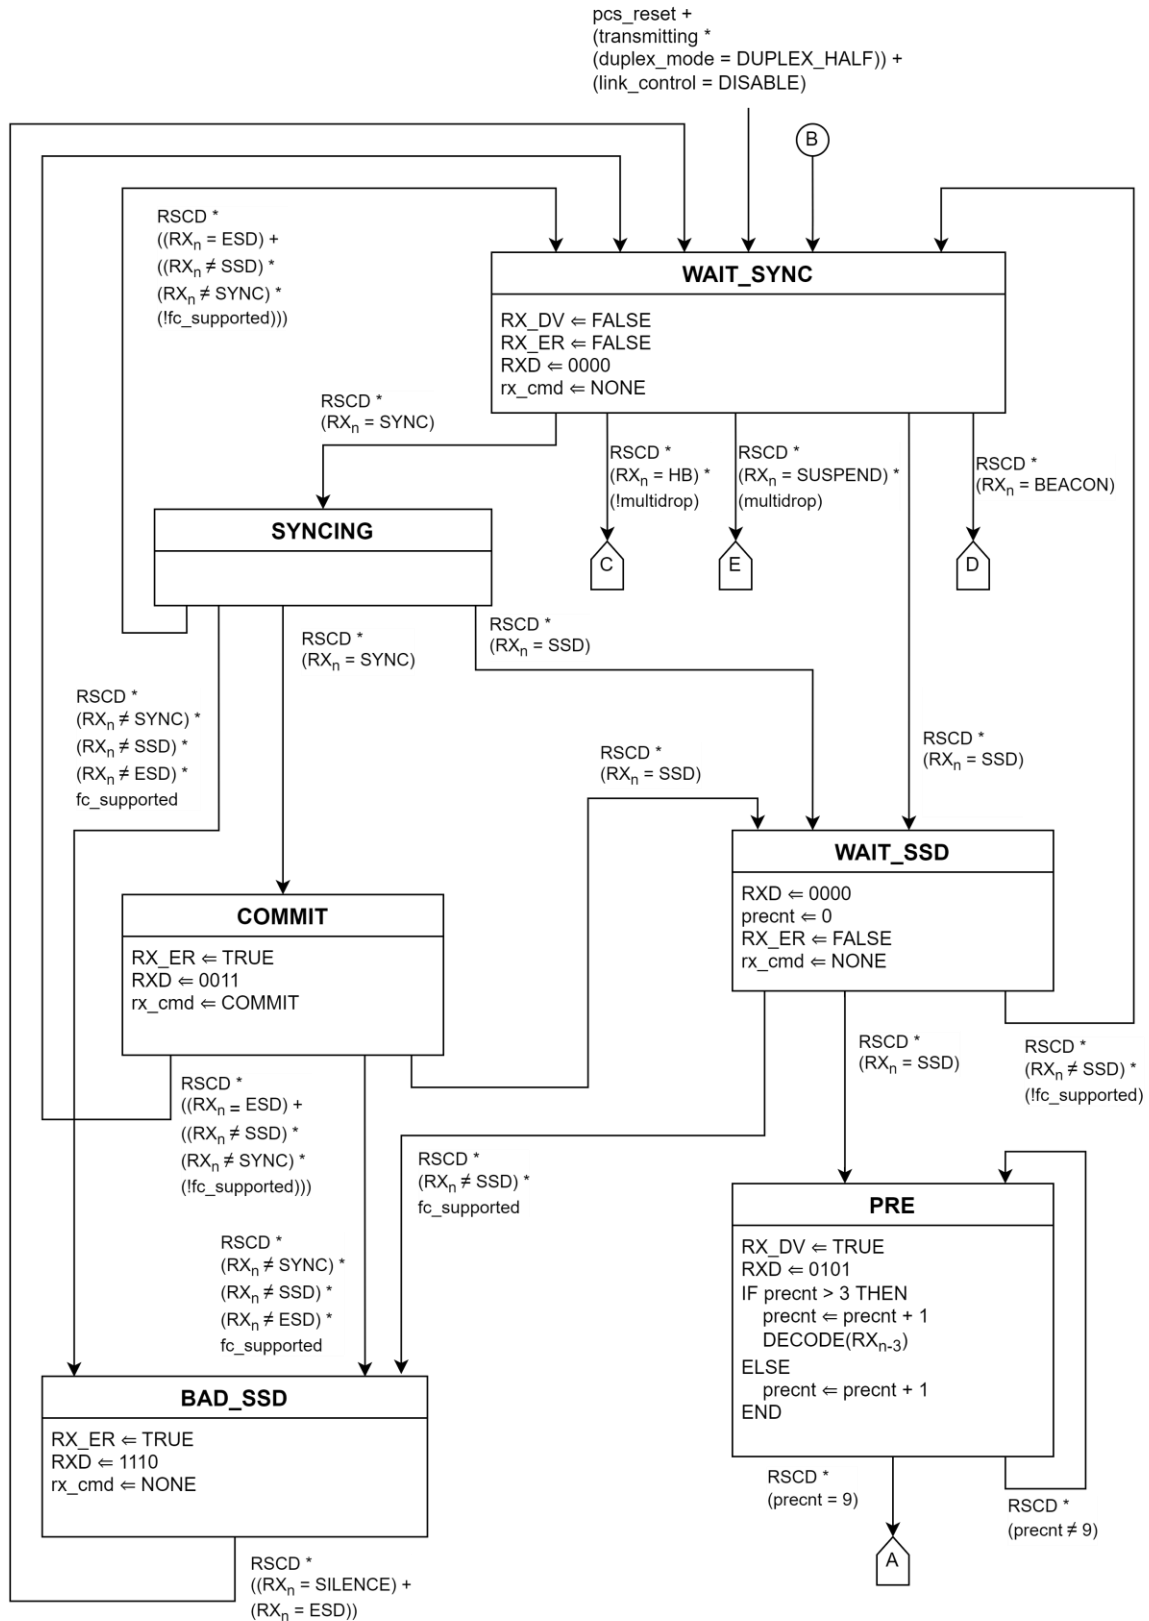 pcs_reset +
(transmitting *
(duplex_mode = DUPLEX_HALF)) +
(link_control = DISABLE)
B
RSCD *
((RXn = ESD) +
((RXn ≠ SSD) *
(RXn ≠ SYNC) *
(!fc_supported)))
WAIT_SYNC
RX_DV ⇐ FALSE
RX_ER ⇐ FALSE
RXD ⇐ 0000
rx_cmd ⇐ NONE
RSCD *
(RXn = SYNC)
RSCD *
(RXn = HB) *
(!multidrop)
RSCD *
(RXn = SUSPEND) *
(multidrop)
RSCD *
(RXn = BEACON)
SYNCING
C
E
D
RSCD *
(RXn = SYNC)
RSCD *
(RXn = SSD)
RSCD *
(RXn ≠ SYNC) *
(RXn ≠ SSD) *
(RXn ≠ ESD) *
fc_supported
RSCD *
(RXn = SSD)
RSCD *
(RXn = SSD)
WAIT_SSD
RXD ⇐ 0000
precnt ⇐ 0
RX_ER ⇐ FALSE
rx_cmd ⇐ NONE
COMMIT
RX_ER ⇐ TRUE
RXD ⇐ 0011
rx_cmd ⇐ COMMIT
RSCD *
(RXn = SSD)
RSCD *
(RXn ≠ SSD) *
(!fc_supported)
RSCD *
((RXn = ESD) +
((RXn ≠ SSD) *
(RXn ≠ SYNC) *
(!fc_supported)))
RSCD *
(RXn ≠ SSD) *
fc_supported
RSCD *
(RXn ≠ SYNC) *
(RXn ≠ SSD) *
(RXn ≠ ESD) *
fc_supported
PRE
RX_DV ⇐ TRUE
RXD ⇐ 0101
IF precnt > 3 THEN
precnt ⇐ precnt + 1
DECODE(RXn-3)
ELSE
precnt ⇐ precnt + 1
END
BAD_SSD
RX_ER ⇐ TRUE
RXD ⇐ 1110
rx_cmd ⇐ NONE
RSCD *
(precnt = 9)
RSCD *
(precnt ≠ 9)
A
RSCD *
((RXn = SILENCE) +
(RXn = ESD))